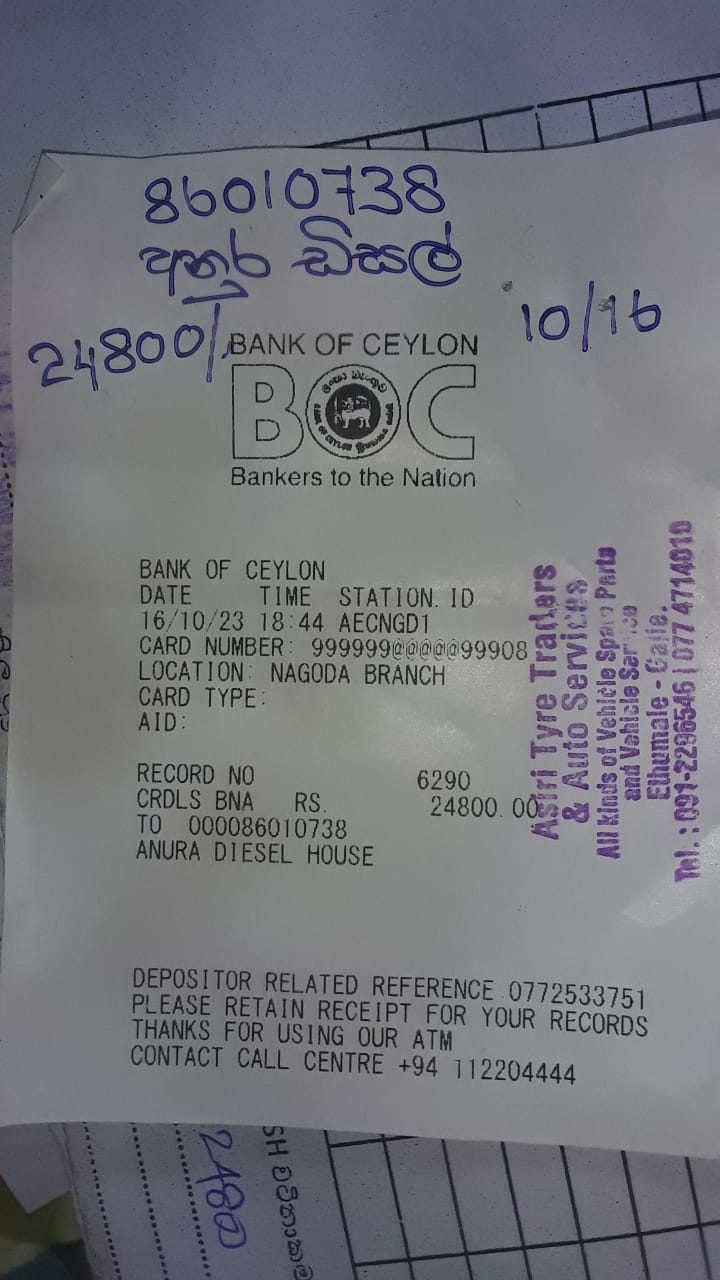 86010738
අනුර ඩිසල්
24800/
10/16
BANK OF CEYLON
BOC
Bankers to the Nation
BANK OF CEYLON
DATE TIME STATION.ID
16/10/23 18:44 AECNGD1
CARD NUMBER: 999999@@@@@99908
LOCATION: NAGODA BRANCH
CARD TYPE:
AID:
RECORD NO 6290
CRDLS BNA RS. 24800.00
TO 000086010738
ANURA DIESEL HOUSE
DEPOSITOR RELATED REFERENCE 0772533751
PLEASE RETAIN RECEIPT FOR YOUR RECORDS
THANKS FOR USING OUR ATM
CONTACT CALL CENTRE +94 112204444
Asiri Tyre Traders
& Auto Services
All kinds of Vehicle Spare Parts
and Vehicle Service
Ethumale - Galle.
Tel. : 091-2296546 | 077 4714010